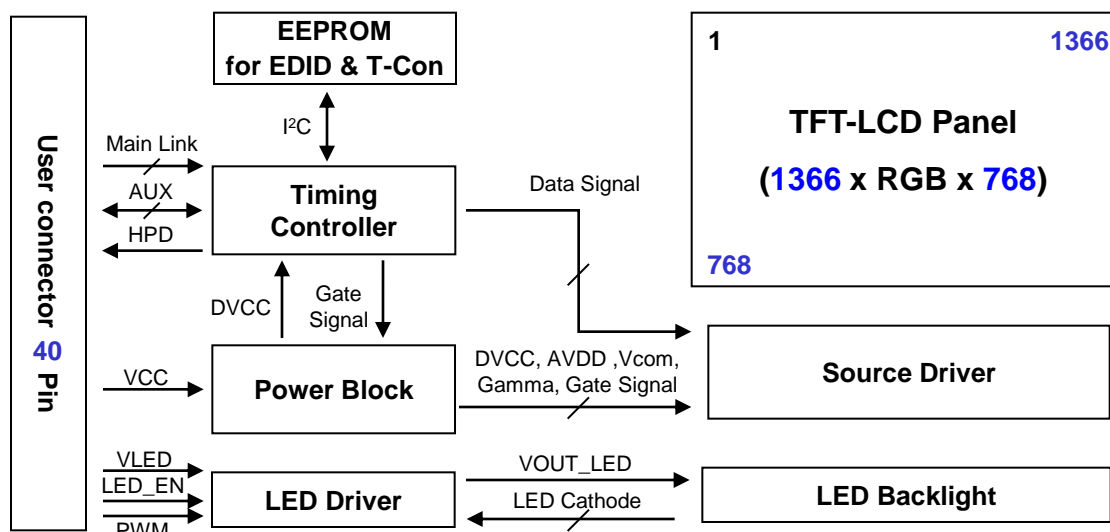 EEPROM
for EDID & T-Con
1
1366
TFT-LCD Panel
(1366 x RGB x 768)
768
User connector 40 Pin
I²C
Main Link
AUX
HPD
Timing
Controller
Data Signal
DVCC
Gate
Signal
VCC
Power Block
DVCC, AVDD ,Vcom,
Gamma, Gate Signal
Source Driver
VLED
LED_EN
PWM
LED Driver
VOUT_LED
LED Cathode
LED Backlight